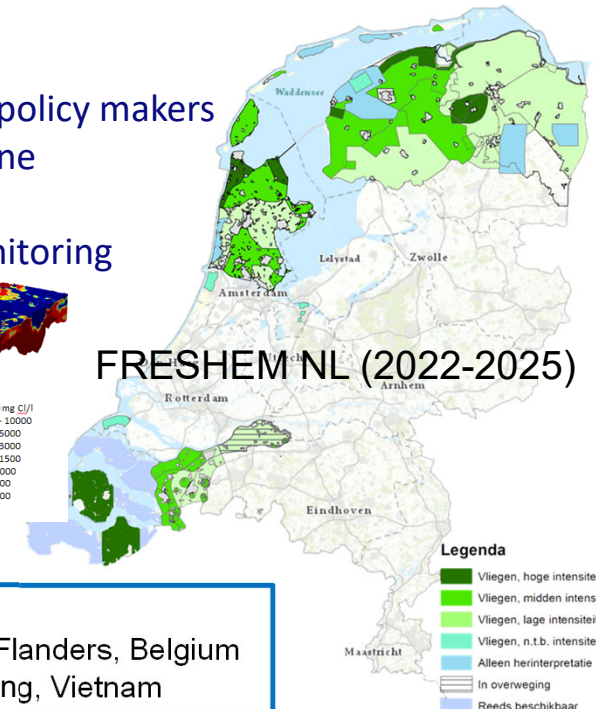 policy makers
ne
nitoring
Waddenzee
Lelystad
Zwolle
Amsterdam
FRESHEM NL (2022-2025)
Arnhem
Rotterdam
mg Cl/l
- 10000
5000
3000
1500
000
00
00
Eindhoven
Maastricht
Legenda
Vliegen, hoge intensite
Vliegen, midden intens
Vliegen, lage intensiteit
Vliegen, n.t.b. intensite
Alleen herinterpretatie
In overweging
Reeds beschikbaar
Flanders, Belgium
ng, Vietnam